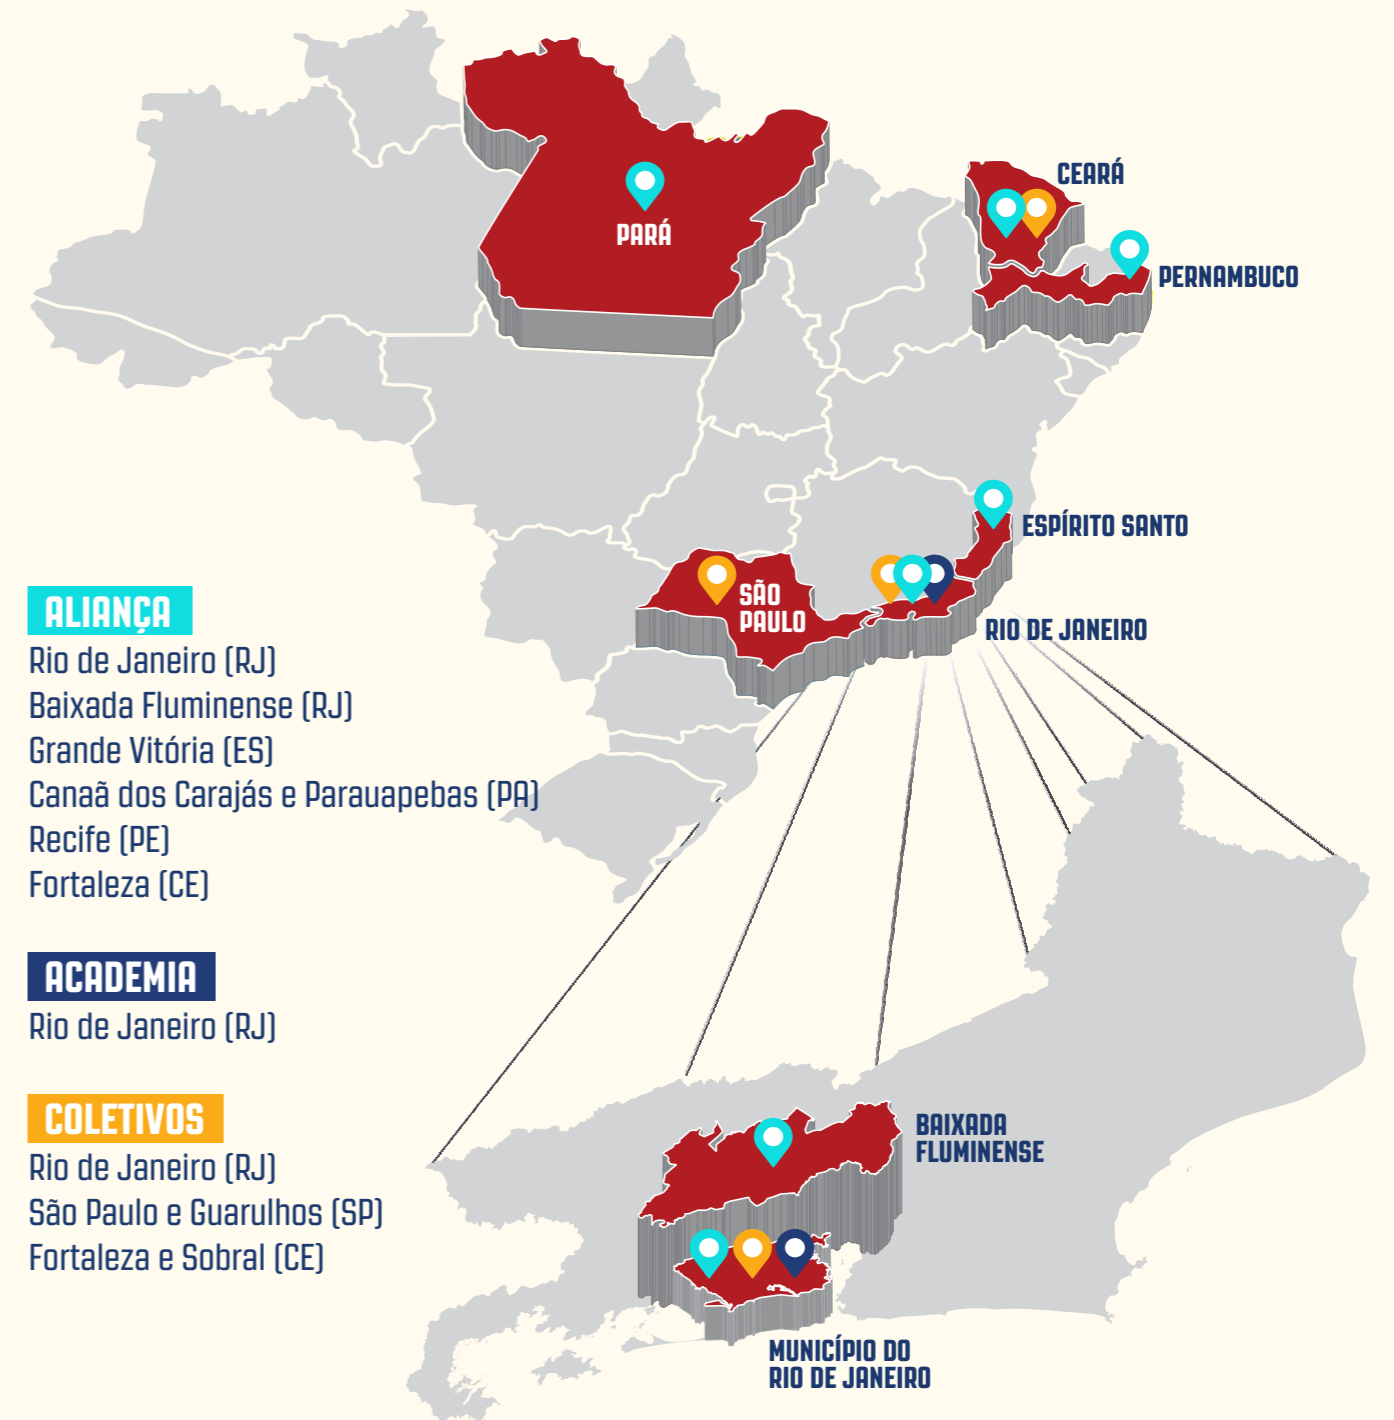 CEARÁ
PARÁ
PERNAMBUCO
ESPÍRITO SANTO
SÃO
PAULO
RIO DE JANEIRO
ALIANÇA
Rio de Janeiro (RJ)
Baixada Fluminense (RJ)
Grande Vitória (ES)
Canaã dos Carajás e Parauapebas (PA)
Recife (PE)
Fortaleza (CE)
ACADEMIA
Rio de Janeiro (RJ)
COLETIVOS
Rio de Janeiro (RJ)
São Paulo e Guarulhos (SP)
Fortaleza e Sobral (CE)
BAIXADA
FLUMINENSE
MUNICÍPIO DO
RIO DE JANEIRO